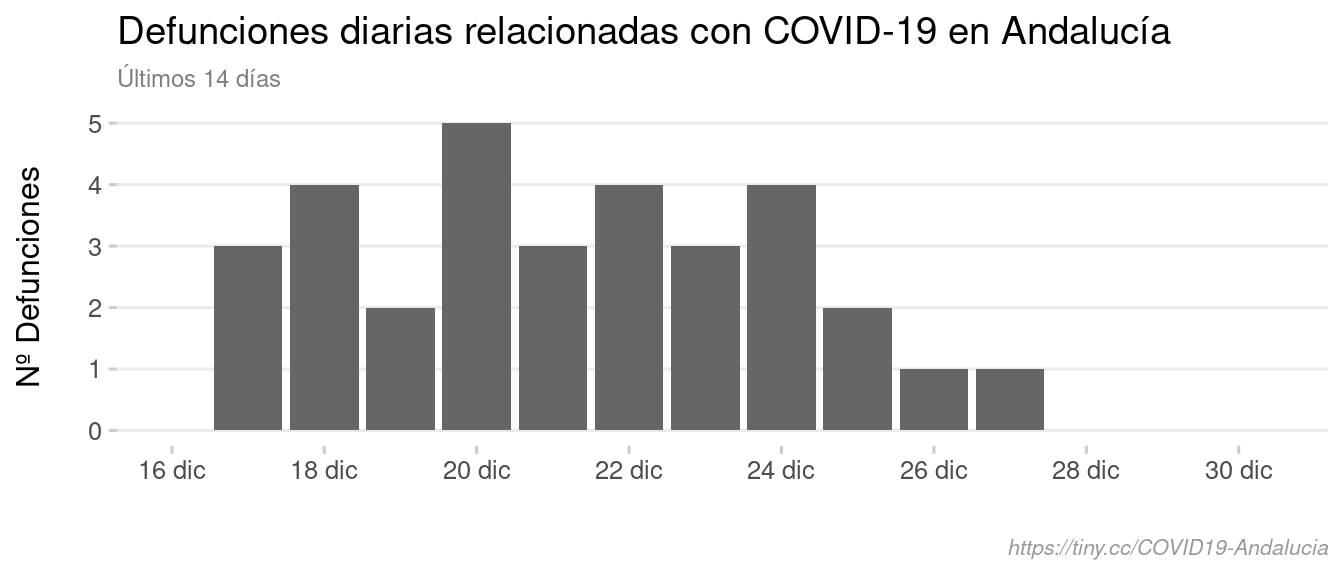 Defunciones diarias relacionadas con COVID-19 en Andalucía
Últimos 14 días
Nº Defunciones
5
4
3
2
1
0
16 dic 18 dic 20 dic 22 dic 24 dic 26 dic 28 dic 30 dic
https://tiny.cc/COVID19-Andalucia